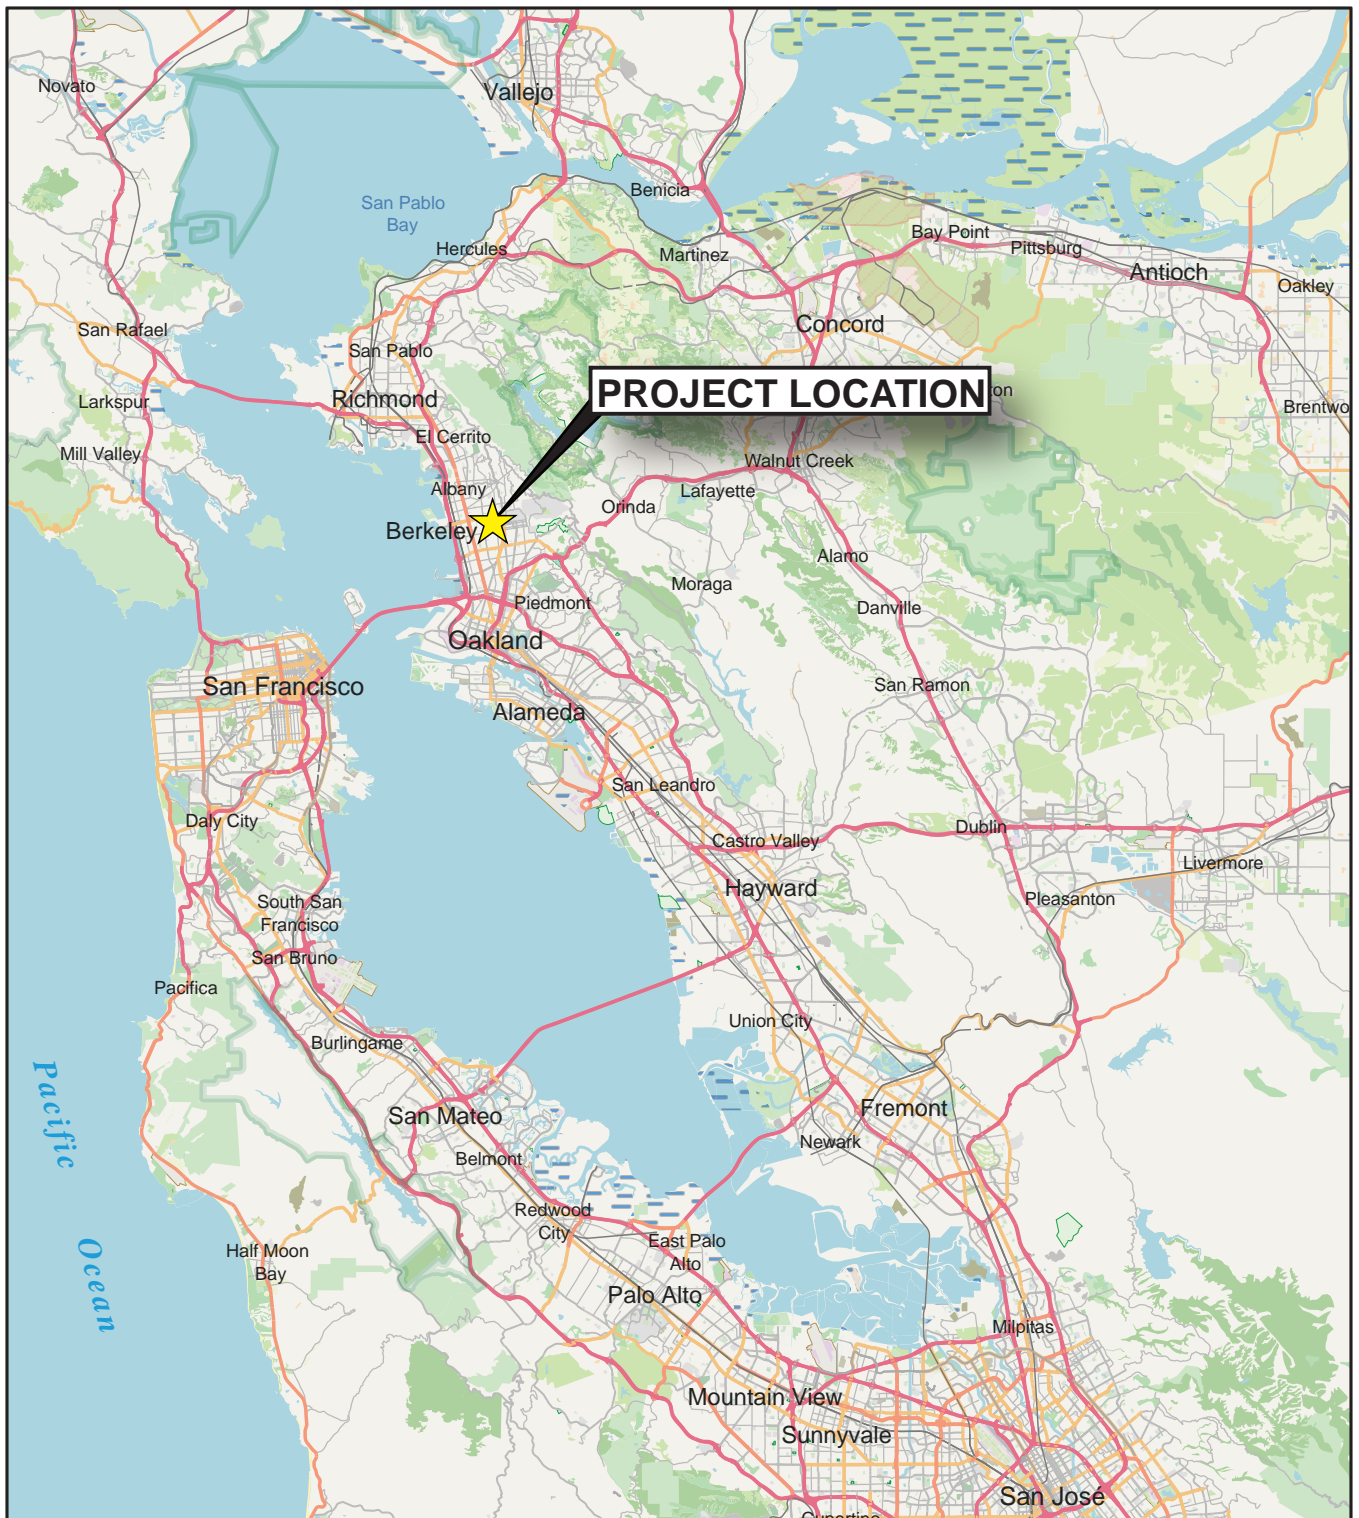 Novato
Vallejo
Benicia
San Pablo
Bay
Hercules
Martinez
Bay Point
Pittsburg
Antioch
Oakley
San Rafael
San Pablo
Concord
Larkspur
Richmond
PROJECT LOCATION
ton
Brentwo
Mill Valley
El Cerrito
Walnut Creek
Albany
Lafayette
Orinda
Berkeley
Alamo
Moraga
Piedmont
Danville
Oakland
San Francisco
San Ramon
Alameda
San Leandro
Daly City
Castro Valley
Dublin
Livermore
Hayward
Pleasanton
South San
Francisco
San Bruno
Pacifica
Union City
Burlingame
Pacific
Ocean
San Mateo
Fremont
Newark
Belmont
Redwood
City
Half Moon
Bay
East Palo
Alto
Palo Alto
Milpitas
Mountain View
Sunnyvale
San José
Cupertino